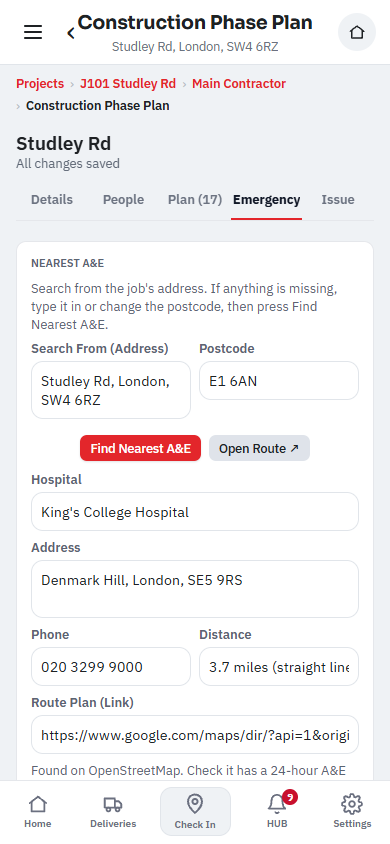 Construction Phase Plan
Studley Rd, London, SW4 6RZ
Projects › J101 Studley Rd › Main Contractor
› Construction Phase Plan
Studley Rd
All changes saved
Details People Plan (17) Emergency Issue
NEAREST A&E
Search from the job's address. If anything is missing,
type it in or change the postcode, then press Find
Nearest A&E.
Search From (Address) Postcode
Studley Rd, London,
SW4 6RZ
E1 6AN
Find Nearest A&E Open Route ↗
Hospital
King's College Hospital
Address
Denmark Hill, London, SE5 9RS
Phone Distance
020 3299 9000 3.7 miles (straight line
Route Plan (Link)
https://www.google.com/maps/dir/?api=1&origi
Found on OpenStreetMap. Check it has a 24-hour A&E
9
Home Deliveries Check In HUB Settings